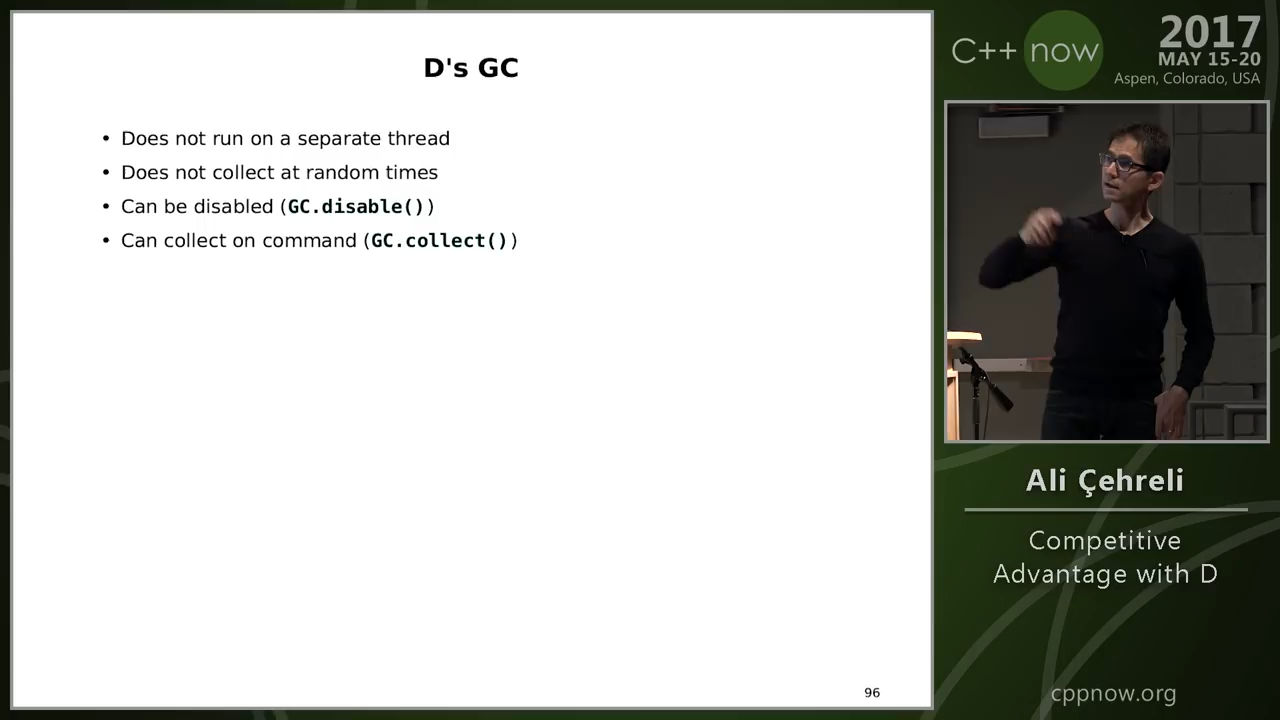 D's GC
• Does not run on a separate thread
• Does not collect at random times
• Can be disabled (GC.disable())
• Can collect on command (GC.collect())
96
C++ now
2017
MAY 15-20
Aspen, Colorado, USA
Ali Çehreli
Competitive
Advantage with D
cppnow.org